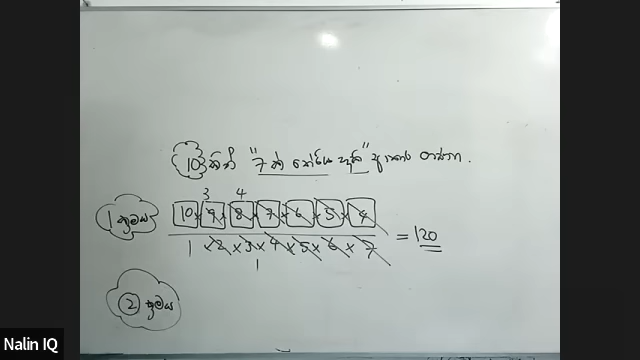 10 කින් "7 ක් තේරිය හැකි" ආකාර ගණන.
1 ක්‍රමය
3 4
10 × 9 × 8 × 7 × 6 × 5 × 4
1 × 2 × 3 × 4 × 5 × 6 × 7
= 120
1
2 ක්‍රමය
Nalin IQ